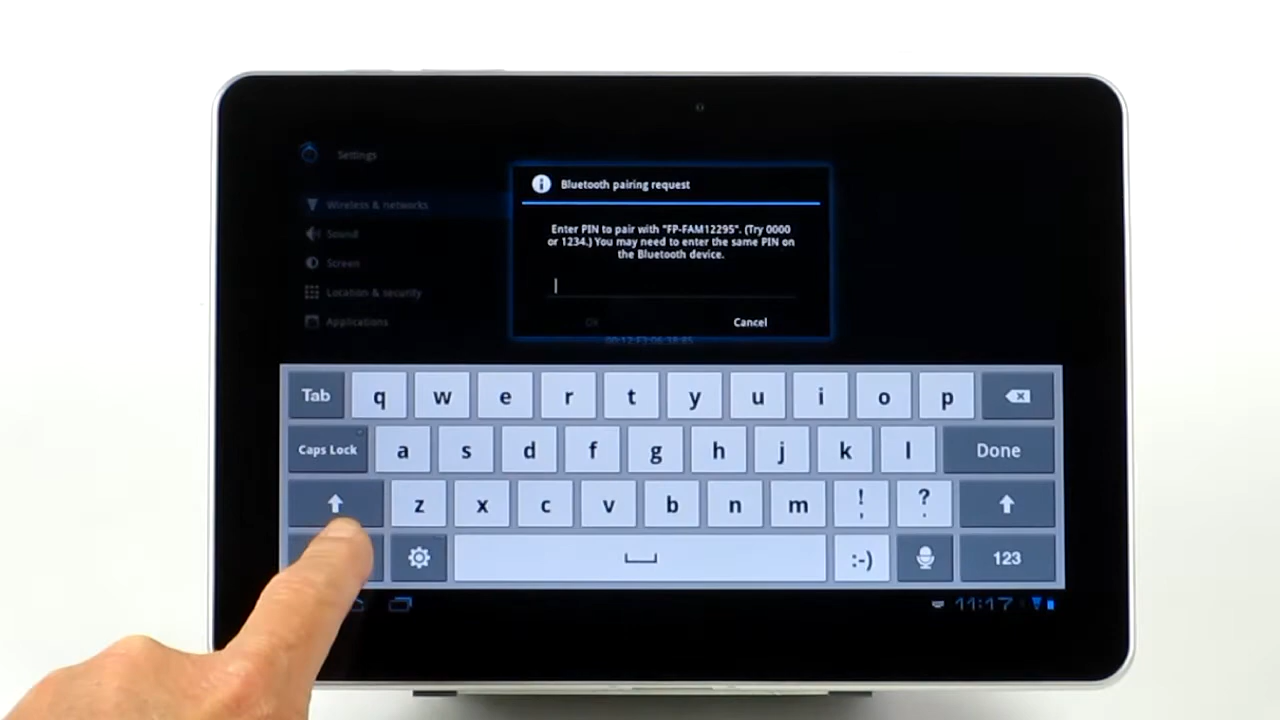 Settings
Wireless & networks
Sound
Screen
Location & security
Applications
Bluetooth pairing request
Enter PIN to pair with "FP-FAM12295". (Try 0000
or 1234.) You may need to enter the same PIN on
the Bluetooth device.
Cancel
Tab q w e r t y u i o p
Caps Lock a s d f g h j k l Done
z x c v b n m ! , ? .
:-) 123
11:17